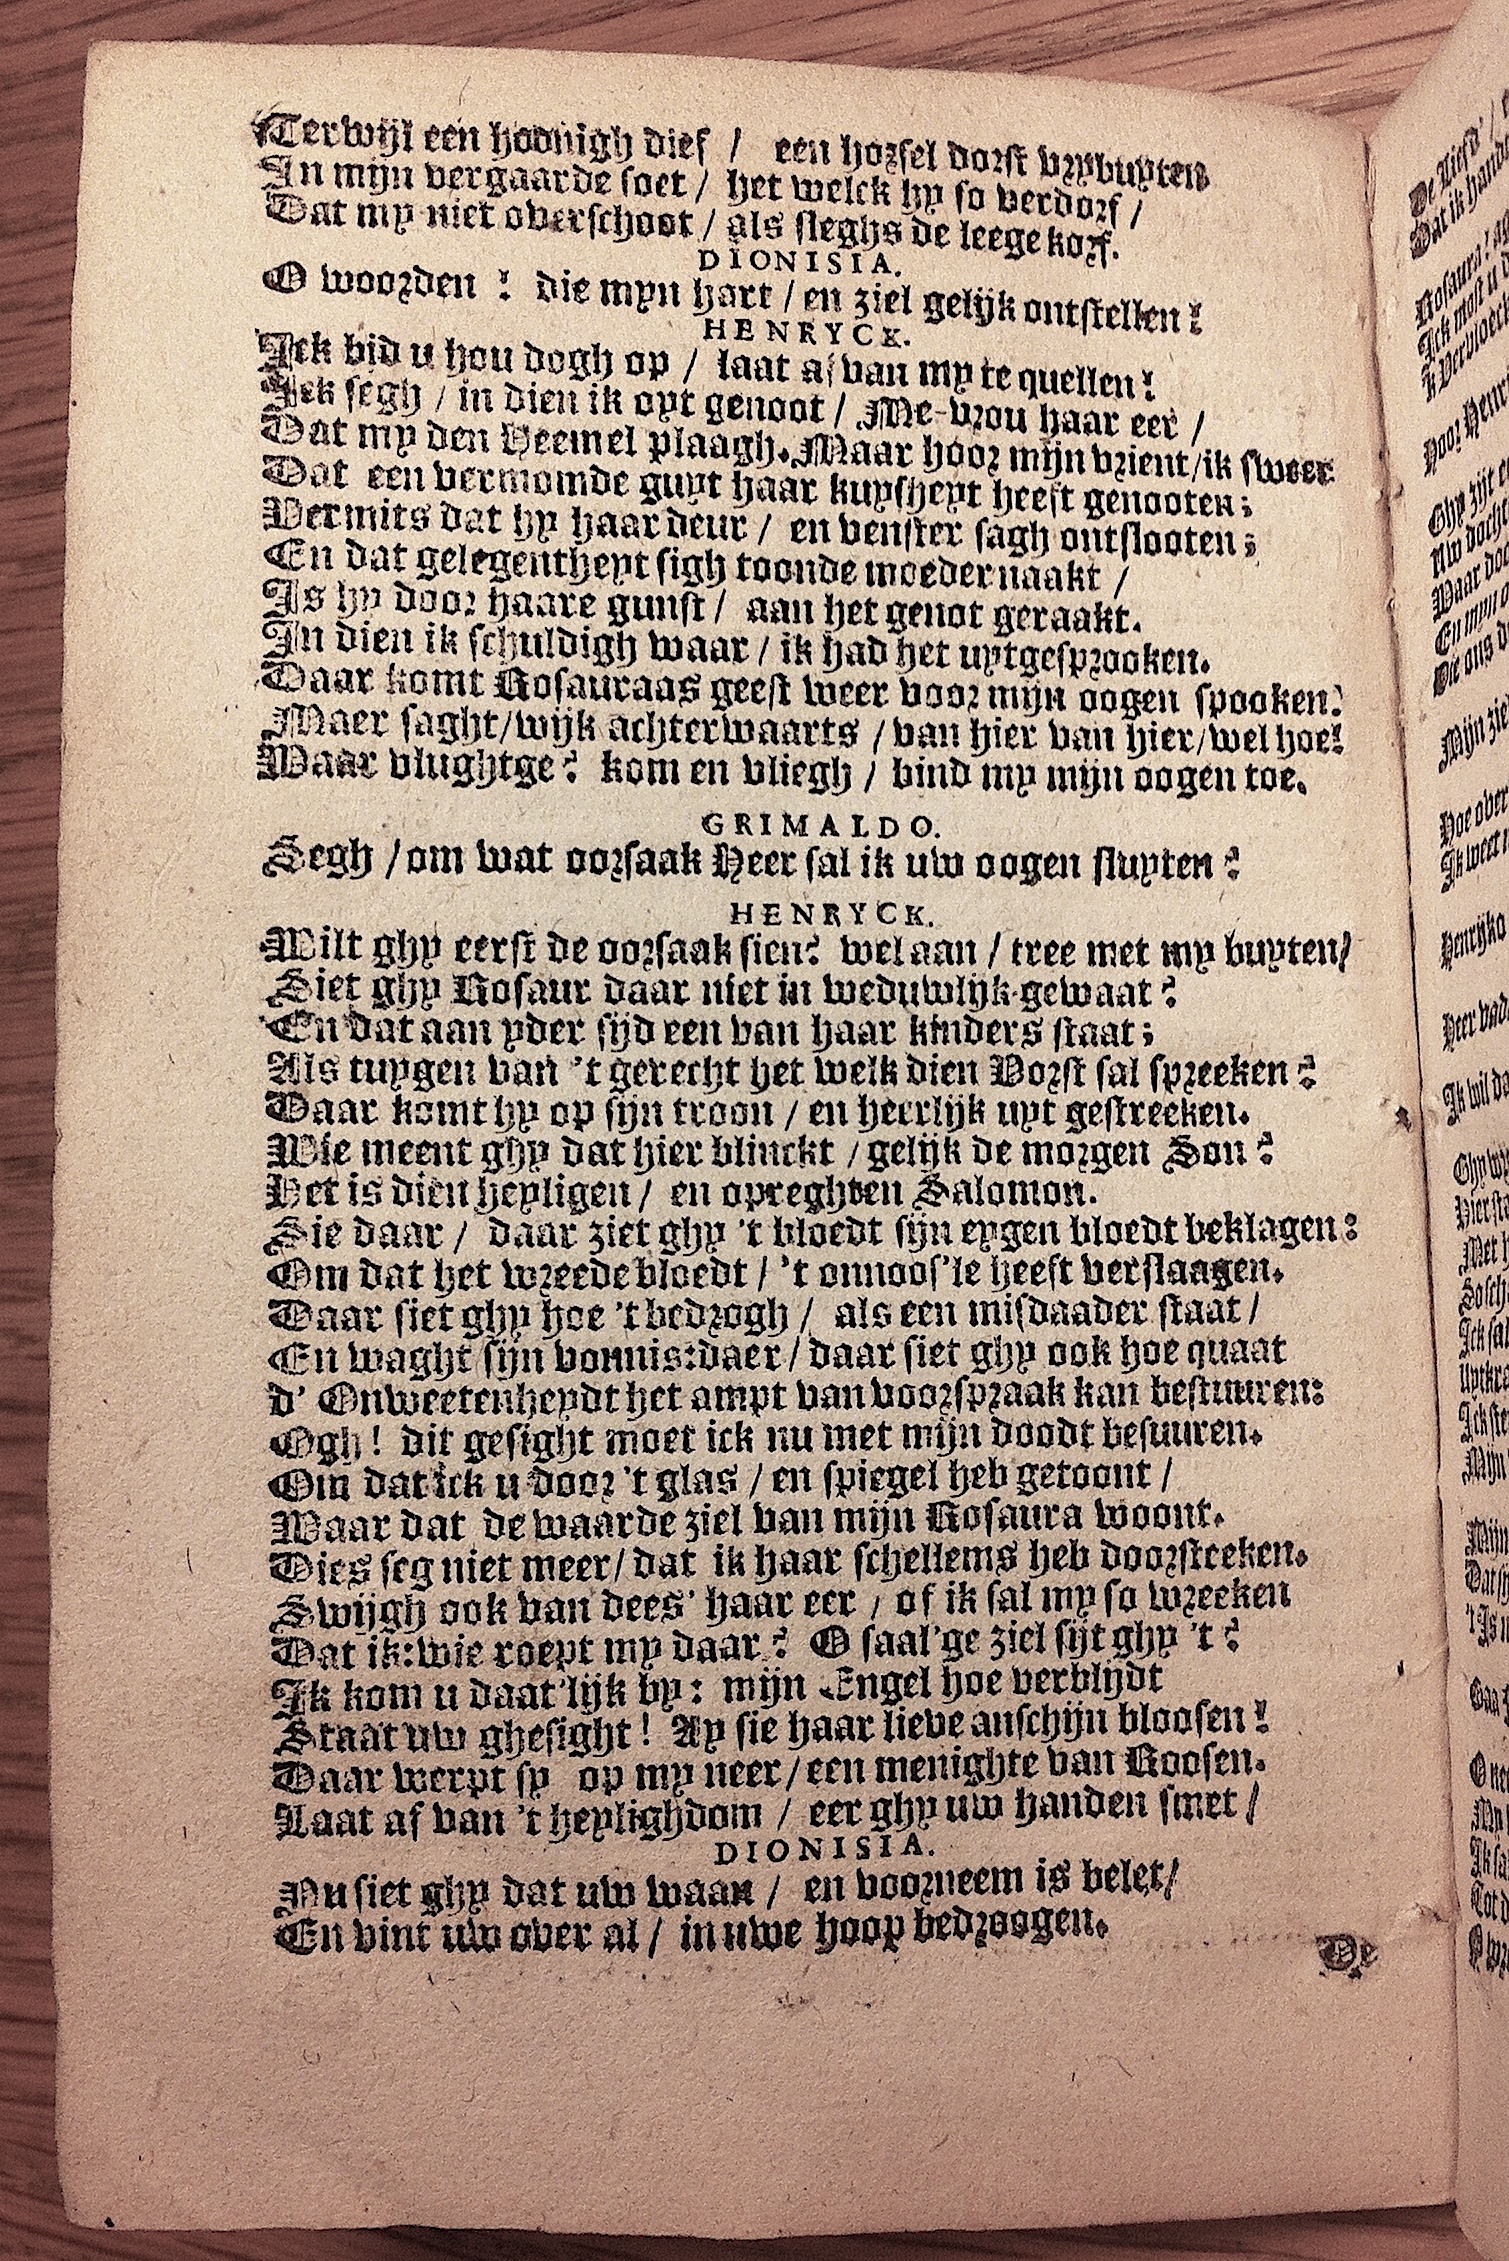 Terwijl een hoonigh dief / een horsel dorst vrybuyten
In mijn vergaarde soet / het welck hy so verdorf /
Dat my niet overschoot / als sleghs de leege korf.
DIONISIA.
O woorden ! die myn hart / en ziel gelijk ontstellen !
HENRYCK.
Ick bid u hou dogh op / laat af van my te quellen !
Ick segh / in dien ik oyt genoot / Me-vrou haar eer /
Dat my den Heemel plaagh. Maar hoor mijn vrient / ik sweer
Dat een vermomde guyt haar kuysheyt heeft genooten ;
Vermits dat hy haar deur / en venster sagh ontslooten ;
En dat gelegentheyt sigh toonde moedernaakt /
Is hy door haare gunst / aan het genot geraakt.
In dien ik schuldigh waar / ik had het uytgesprooken.
Daar komt Rosauraas geest weer voor mijn oogen spooken:
Maer saght / wijk achterwaarts / van hier van hier / wel hoe!
Waar vlughtge ? kom en vliegh / bind my mijn oogen toe.
GRIMALDO.
Segh / om wat oorsaak Heer sal ik uw oogen sluyten ?
HENRYCK.
Wilt ghy eerst de oorsaak sien? wel aan / tree met my buyten /
Siet ghy Rosaur daar niet in weduwlijk-gewaat ?
En dat aan yder sijd een van haar kinders staat ;
Als tuygen van 't gerecht het welk dien Vorst sal spreeken ?
Daar komt hy op sijn troon / en heerlijk uyt gestreeken.
Wie meent ghy dat hier blinckt / gelijk de morgen Son ?
Het is dien heyligen / en opreghten Salomon.
Sie daar / daar ziet ghy 't bloedt sijn eygen bloedt beklagen :
Om dat het wreede bloedt / 't onnoos'le heeft verslaagen.
Daar siet ghy hoe 't bedrogh / als een misdaader staat /
En waght sijn vonnis: daer / daar siet ghy ook hoe quaat
d' Onweetenheydt het ampt van voorspraak kan bestuuren:
Ogh ! dit gesight moet ick nu met mijn doodt besuuren.
Om dat ick u door 't glas / en spiegel heb getoont /
Waar dat de waarde ziel van mijn Rosaura woont.
Dies seg niet meer / dat ik haar schellems heb doorsteeken.
Swijgh ook van dees' haar eer / of ik sal my so wreeken
Dat ik: wie roept my daar ? O saal'ge ziel sijt ghy 't ?
Ik kom u daat'lijk by : mijn Engel hoe verblijdt
Staat uw ghesight ! Ay sie haar lieve anschijn bloosen !
Daar werpt sy op my neer / een menighte van Roosen.
Laat af van 't heylighdom / eer ghy uw handen smet /
DIONISIA.
Nu siet ghy dat uw waan / en voorneem is belet /
En vint uw over al / in uwe hoop bedroogen.
De